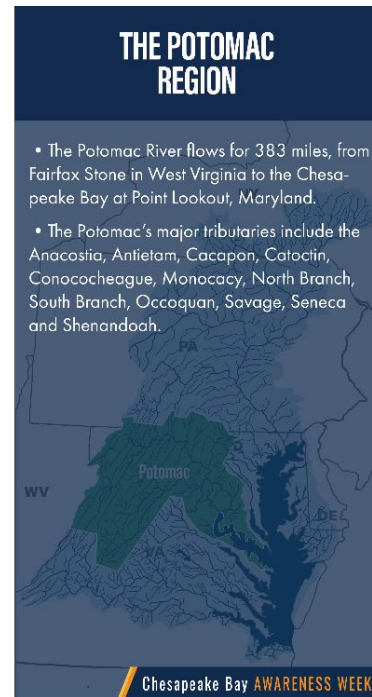 THE POTOMAC
REGION
• The Potomac River flows for 383 miles, from
Fairfax Stone in West Virginia to the Chesa-
peake Bay at Point Lookout, Maryland.
• The Potomac's major tributaries include the
Anacostia, Antietam, Cacapon, Catoctin,
Conococheague, Monocacy, North Branch,
South Branch, Occoquan, Savage, Seneca
and Shenandoah.
NY
PA
Potomac
WV
DE
VA
Chesapeake Bay AWARENESS WEEK